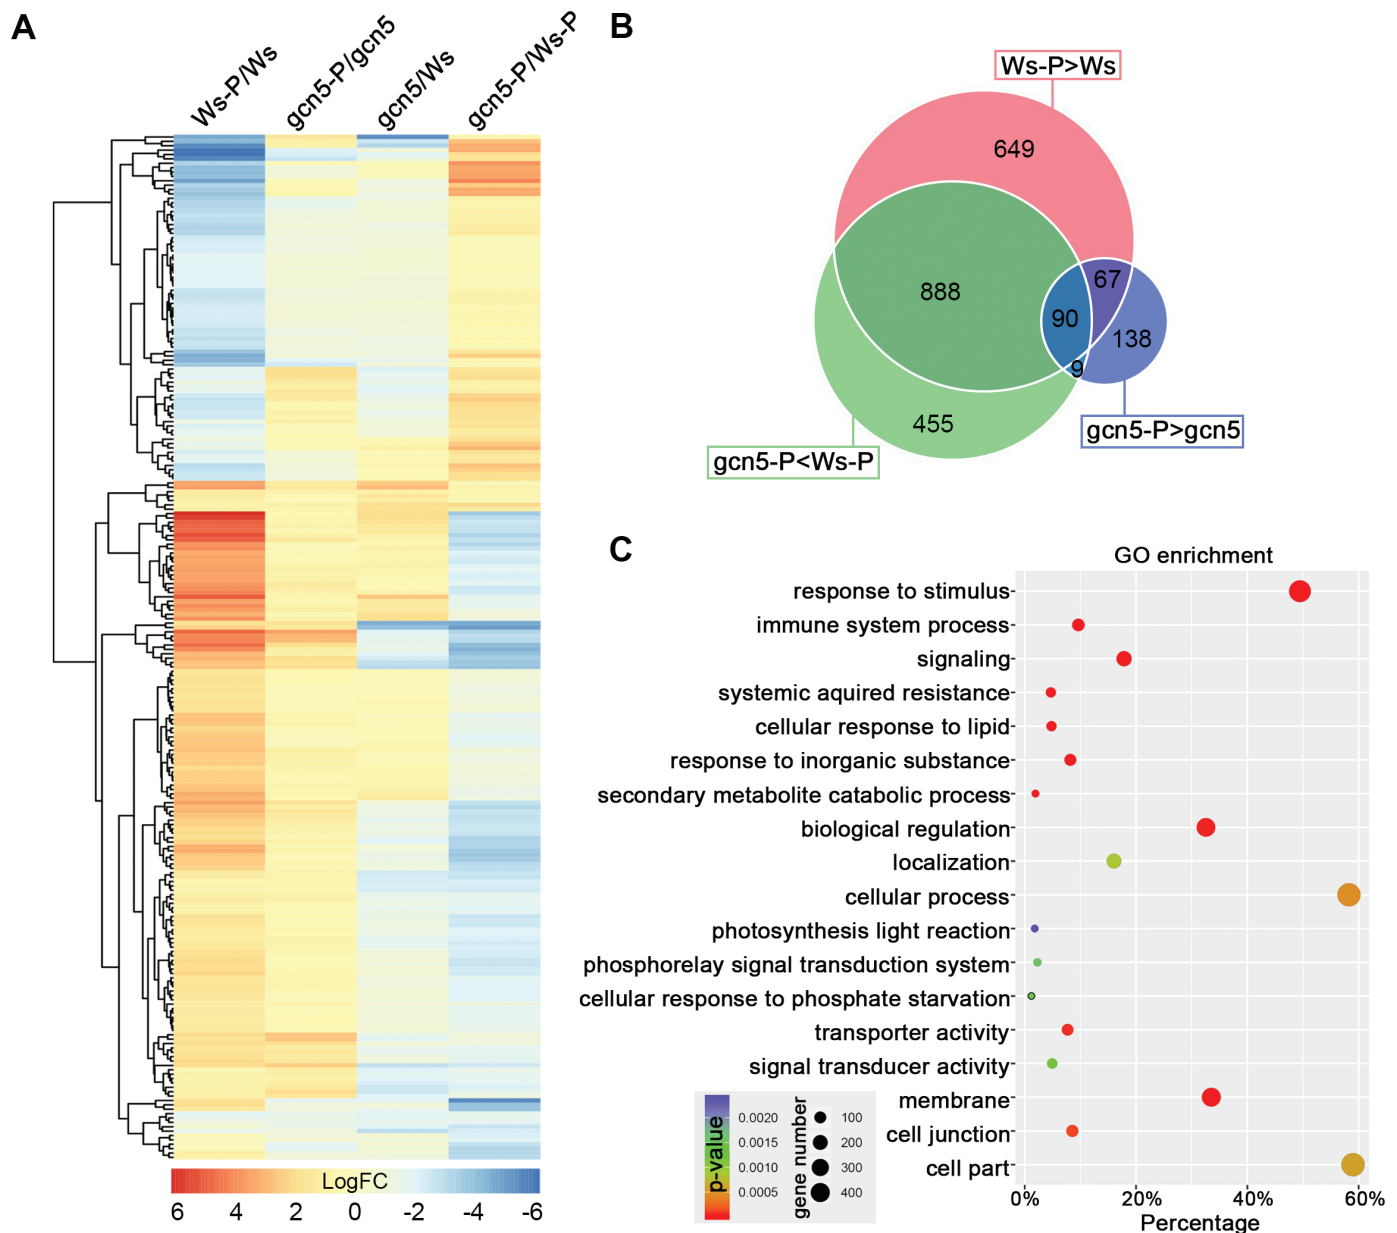 A
Ws-P/Ws
gcn5-P/gcn5
gcn5/Ws
gcn5-P/Ws-P
LogFC
6 4 2 0 -2 -4 -6
B
Ws-P>Ws
649
888
67
90
138
9
455
gcn5-P>gcn5
gcn5-P<Ws-P
C
GO enrichment
response to stimulus
immune system process
signaling
systemic aquired resistance
cellular response to lipid
response to inorganic substance
secondary metabolite catabolic process
biological regulation
localization
cellular process
photosynthesis light reaction
phosphorelay signal transduction system
cellular response to phosphate starvation
transporter activity
signal transducer activity
membrane
cell junction
cell part
0% 20% 40% 60%
Percentage
p-value
0.0020
0.0015
0.0010
0.0005
gene number
100
200
300
400